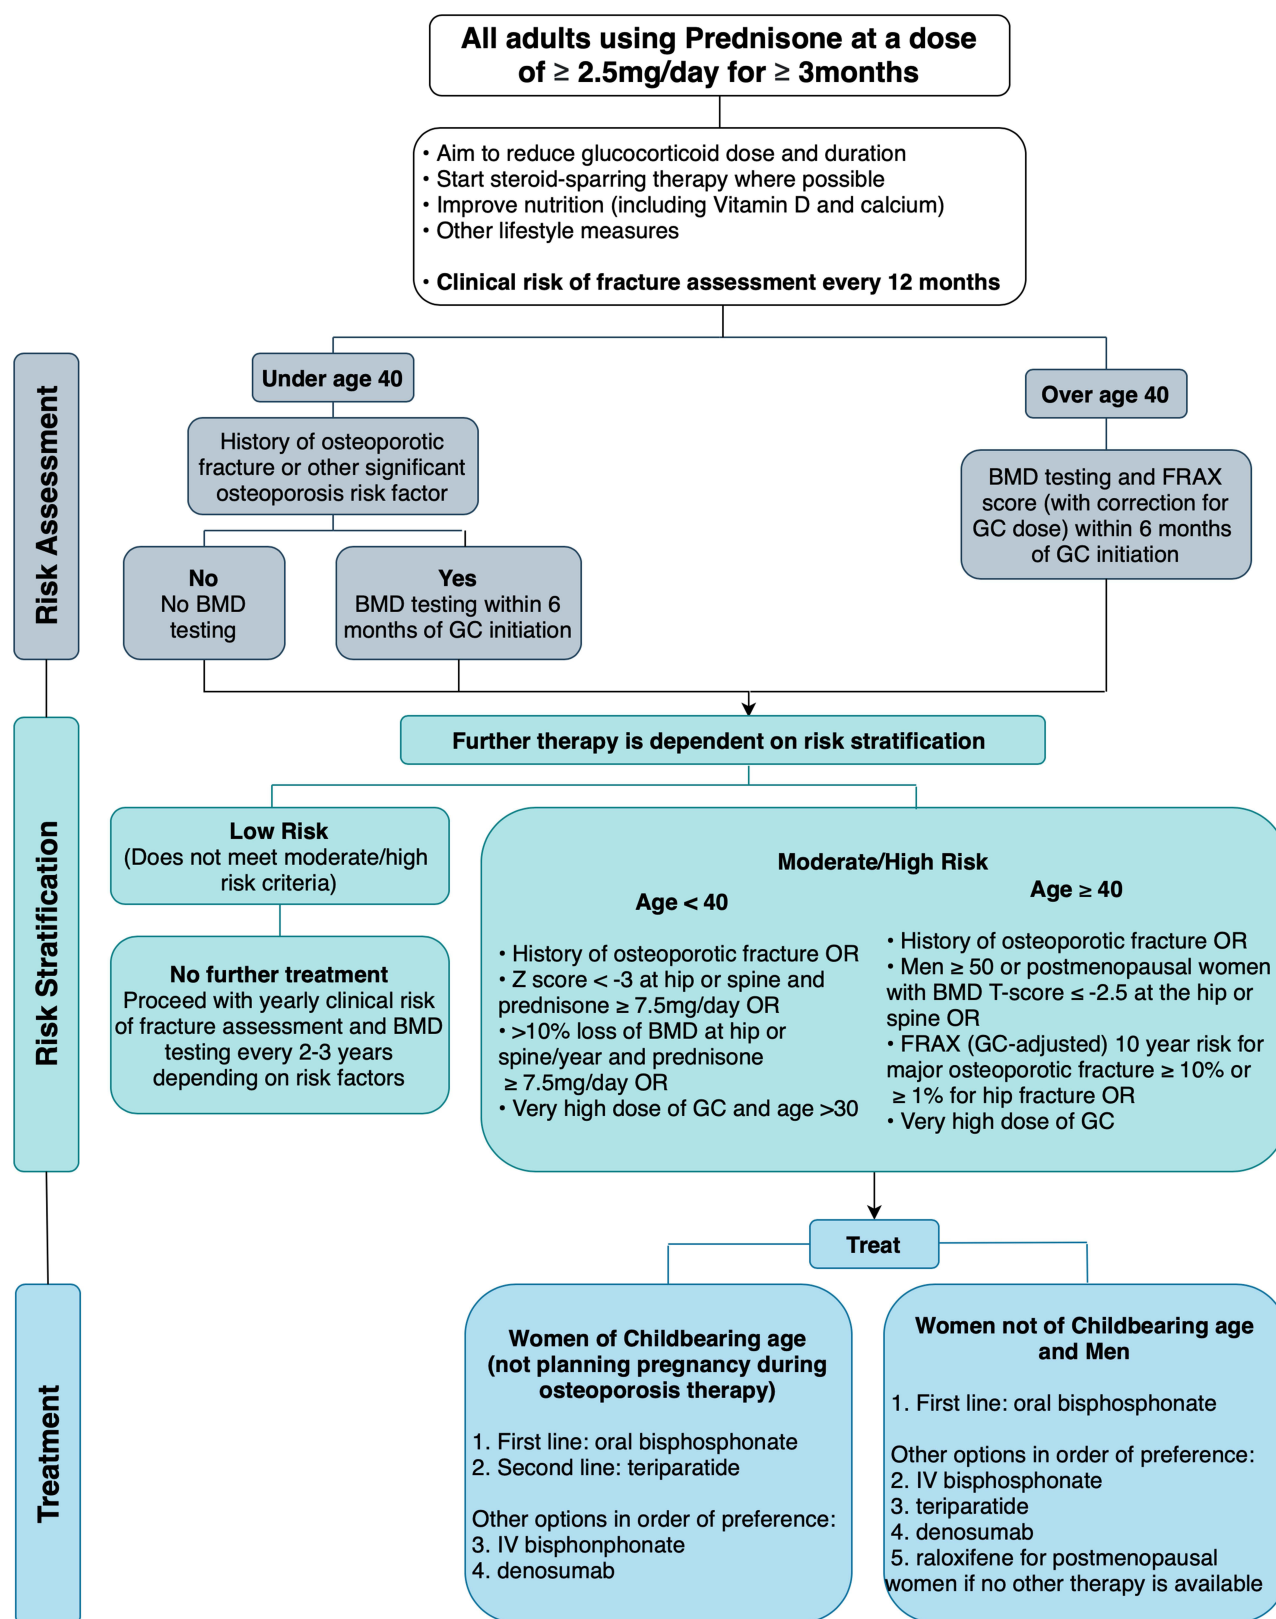 All adults using Prednisone at a dose
of ≥ 2.5mg/day for ≥ 3months
• Aim to reduce glucocorticoid dose and duration
• Start steroid-sparring therapy where possible
• Improve nutrition (including Vitamin D and calcium)
• Other lifestyle measures
• Clinical risk of fracture assessment every 12 months
Risk Assessment
Under age 40
History of osteoporotic
fracture or other significant
osteoporosis risk factor
No
No BMD
testing
Yes
BMD testing within 6
months of GC initiation
Over age 40
BMD testing and FRAX
score (with correction for
GC dose) within 6 months
of GC initiation
Risk Stratification
Further therapy is dependent on risk stratification
Low Risk
(Does not meet moderate/high
risk criteria)
No further treatment
Proceed with yearly clinical risk
of fracture assessment and BMD
testing every 2-3 years
depending on risk factors
Moderate/High Risk
Age < 40
• History of osteoporotic fracture OR
• Z score < -3 at hip or spine and
prednisone ≥ 7.5mg/day OR
• >10% loss of BMD at hip or
spine/year and prednisone
≥ 7.5mg/day OR
• Very high dose of GC and age >30
Age ≥ 40
• History of osteoporotic fracture OR
• Men ≥ 50 or postmenopausal women
with BMD T-score ≤ -2.5 at the hip or
spine OR
• FRAX (GC-adjusted) 10 year risk for
major osteoporotic fracture ≥ 10% or
≥ 1% for hip fracture OR
• Very high dose of GC
Treatment
Treat
Women of Childbearing age
(not planning pregnancy during
osteoporosis therapy)
1. First line: oral bisphosphonate
2. Second line: teriparatide
Other options in order of preference:
3. IV bisphonphonate
4. denosumab
Women not of Childbearing age
and Men
1. First line: oral bisphosphonate
Other options in order of preference:
2. IV bisphosphonate
3. teriparatide
4. denosumab
5. raloxifene for postmenopausal
women if no other therapy is available